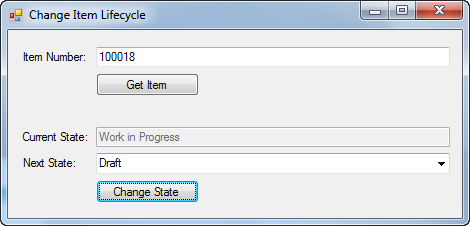 Change Item Lifecycle
Item Number: 100018
Get Item
Current State: Work in Progress
Next State: Draft
Change State